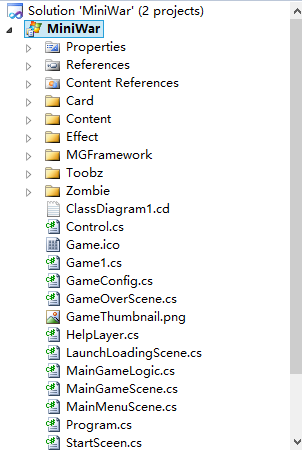 Solution 'MiniWar' (2 projects)
MiniWar
Properties
References
Content References
Card
Content
Effect
MGFramework
Toobz
Zombie
ClassDiagram1.cd
Control.cs
Game.ico
Game1.cs
GameConfig.cs
GameOverScene.cs
GameThumbnail.png
HelpLayer.cs
LaunchLoadingScene.cs
MainGameLogic.cs
MainGameScene.cs
MainMenuScene.cs
Program.cs
StartSceen.cs